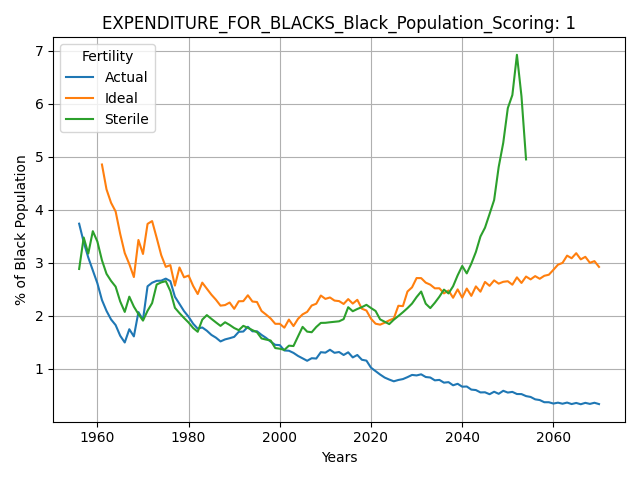 EXPENDITURE_FOR_BLACKS_Black_Population_Scoring: 1
Fertility
Actual
Ideal
Sterile
% of Black Population
7
6
5
4
3
2
1
1960 1980 2000 2020 2040 2060
Years